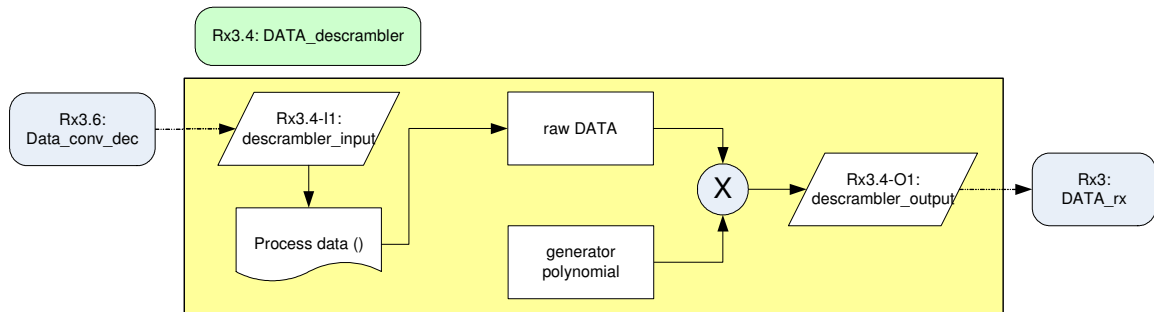 Rx3.4: DATA_descrambler
Rx3.6:
Data_conv_dec
Rx3.4-I1:
descrambler_input
Process data ()
raw DATA
generator
polynomial
X
Rx3.4-O1:
descrambler_output
Rx3:
DATA_rx